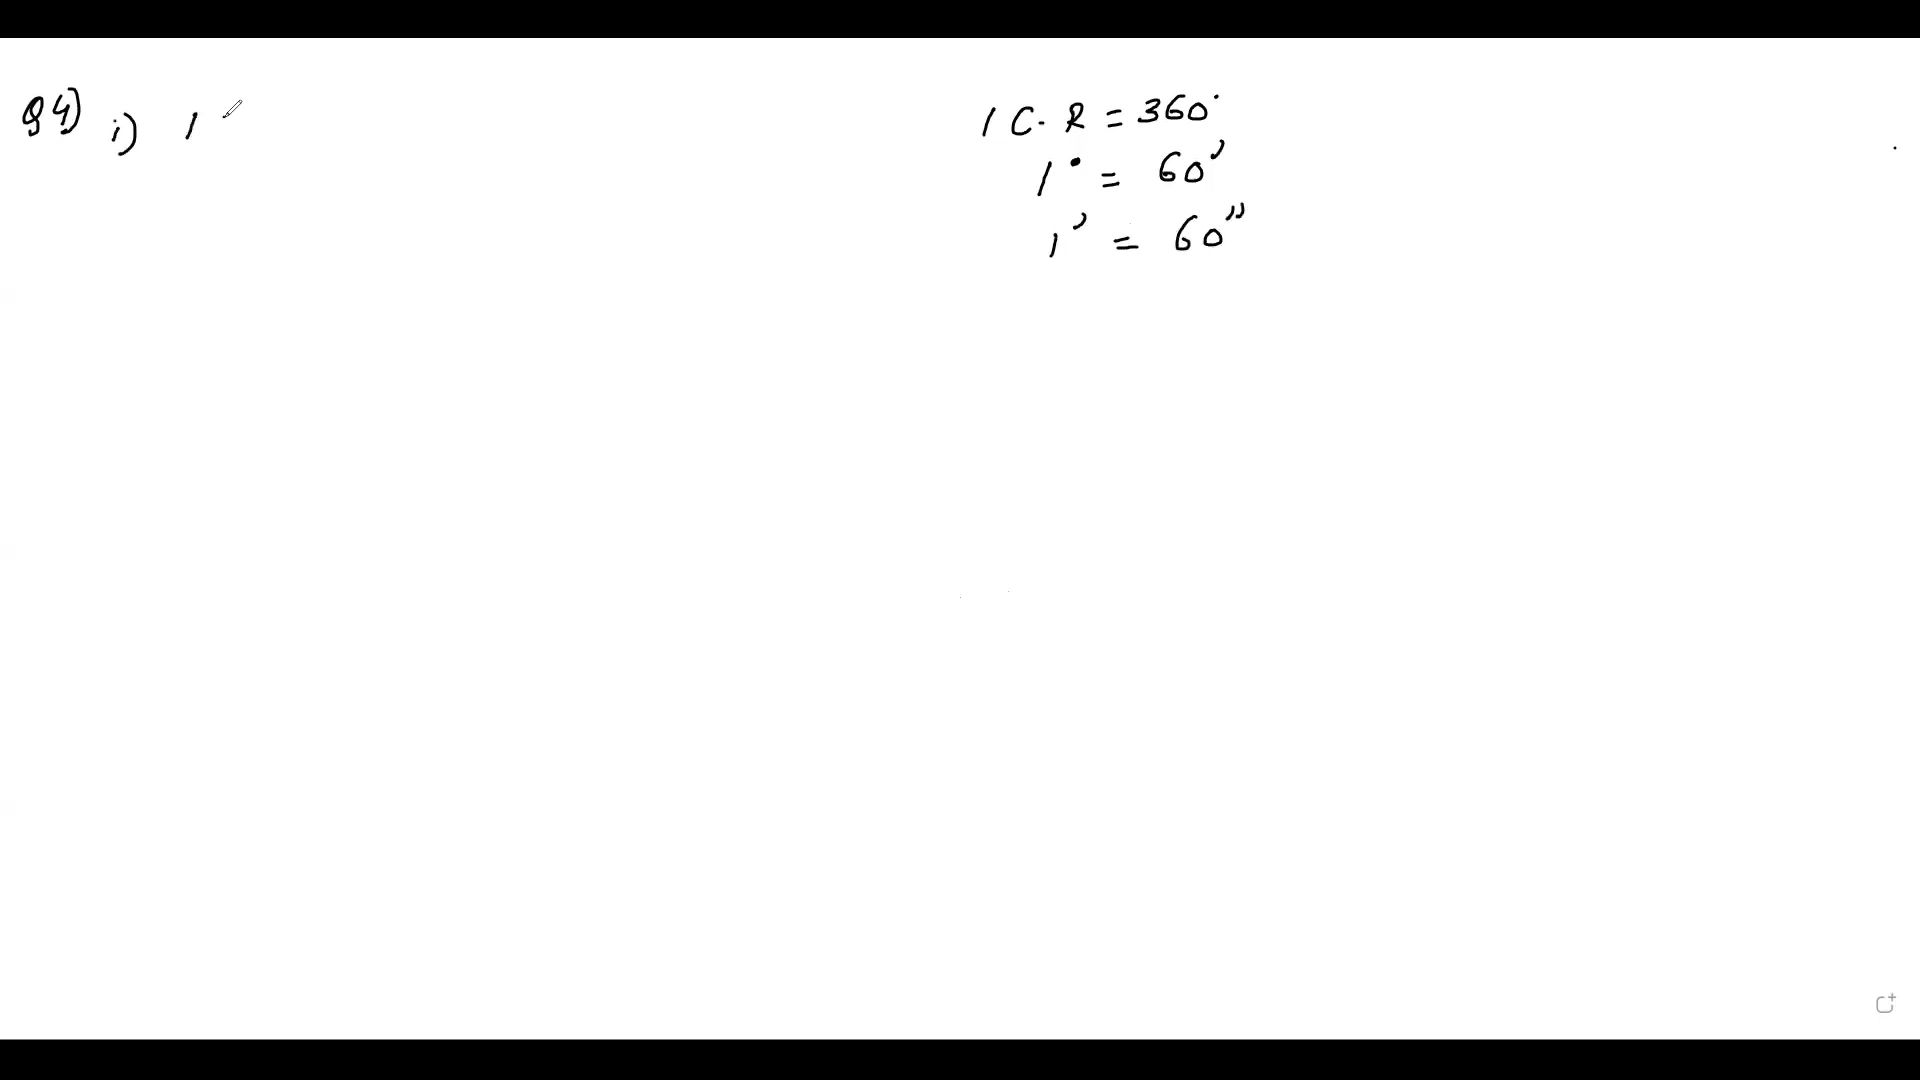 Q4) i) 1
1 C.R = 360°
1° = 60'
1' = 60"